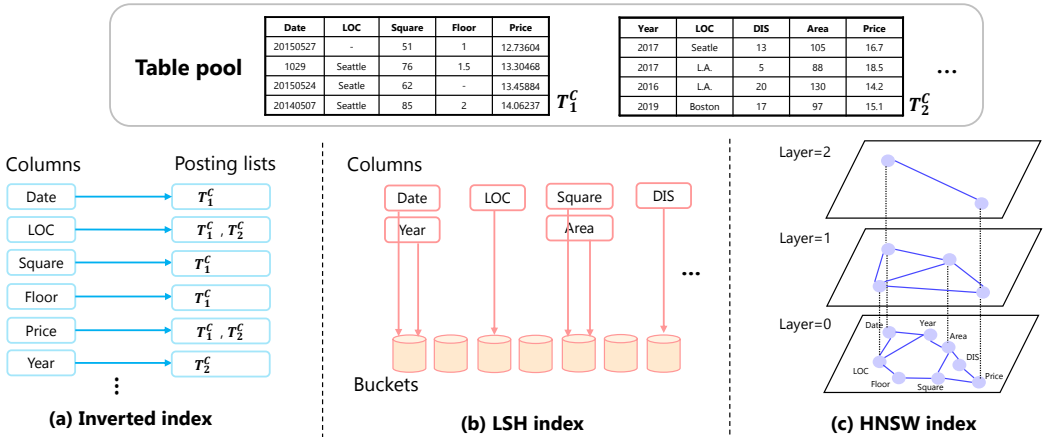 Table pool
Date LOC Square Floor Price
20150527 - 51 1 12.73604
1029 Seattle 76 1.5 13.30468
20150524 Seatle 62 - 13.45884
20140507 Seattle 85 2 14.06237
T₁ᶜ
Year LOC DIS Area Price
2017 Seatle 13 105 16.7
2017 L.A. 5 88 18.5
2016 L.A. 20 130 14.2
2019 Boston 17 97 15.1
T₂ᶜ
...
Columns Posting lists
Date T₁ᶜ
LOC T₁ᶜ , T₂ᶜ
Square T₁ᶜ
Floor T₁ᶜ
Price T₁ᶜ , T₂ᶜ
Year T₂ᶜ
⋮
(a) Inverted index
Columns
Date LOC Square DIS
Year Area
...
Buckets
(b) LSH index
Layer=2
Layer=1
Layer=0
Date Year
Area
LOC DIS
Floor Square Price
(c) HNSW index